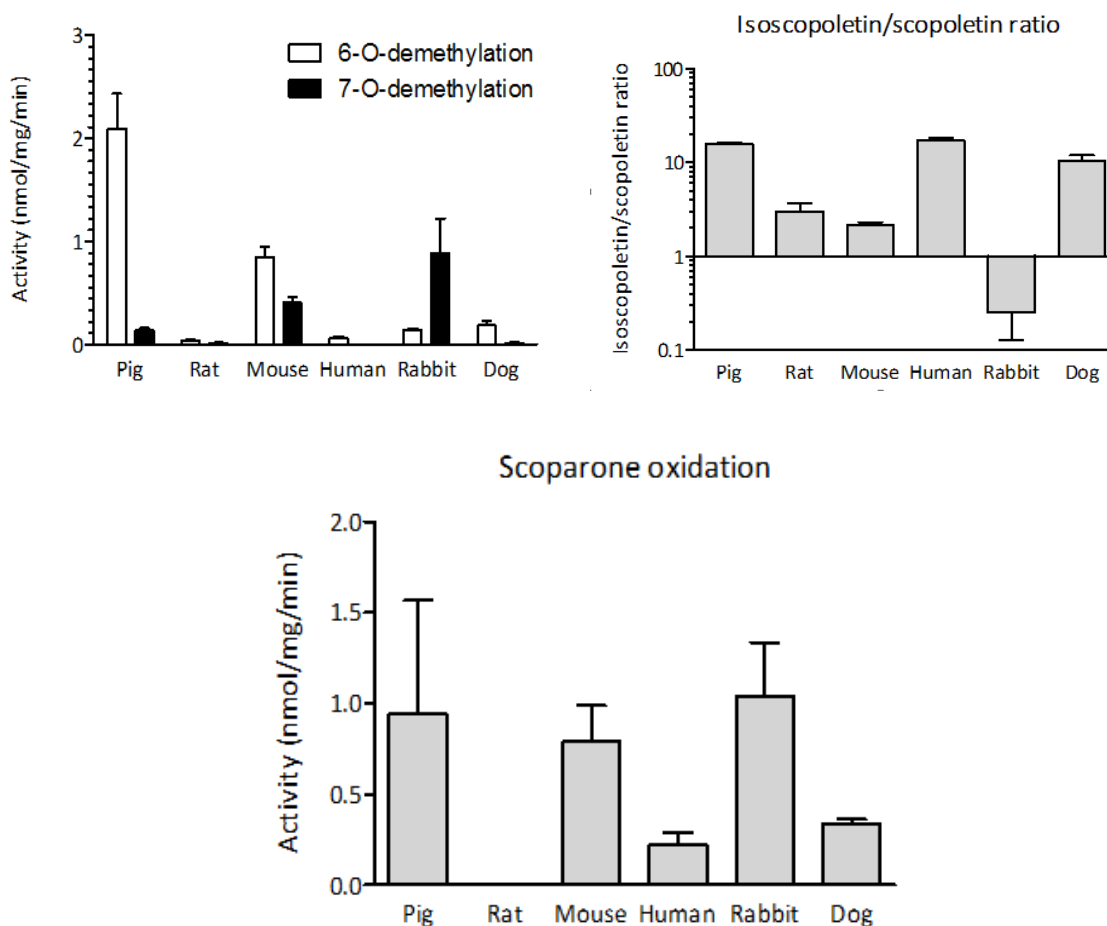 3
2
1
0
Activity (nmol/mg/min)
6-O-demethylation
7-O-demethylation
Pig Rat Mouse Human Rabbit Dog
Isoscopoletin/scopoletin ratio
100
10
1
0.1
Isoscopoletin/scopoletin ratio
Pig Rat Mouse Human Rabbit Dog
Scoparone oxidation
2.0
1.5
1.0
0.5
0.0
Activity (nmol/mg/min)
Pig Rat Mouse Human Rabbit Dog